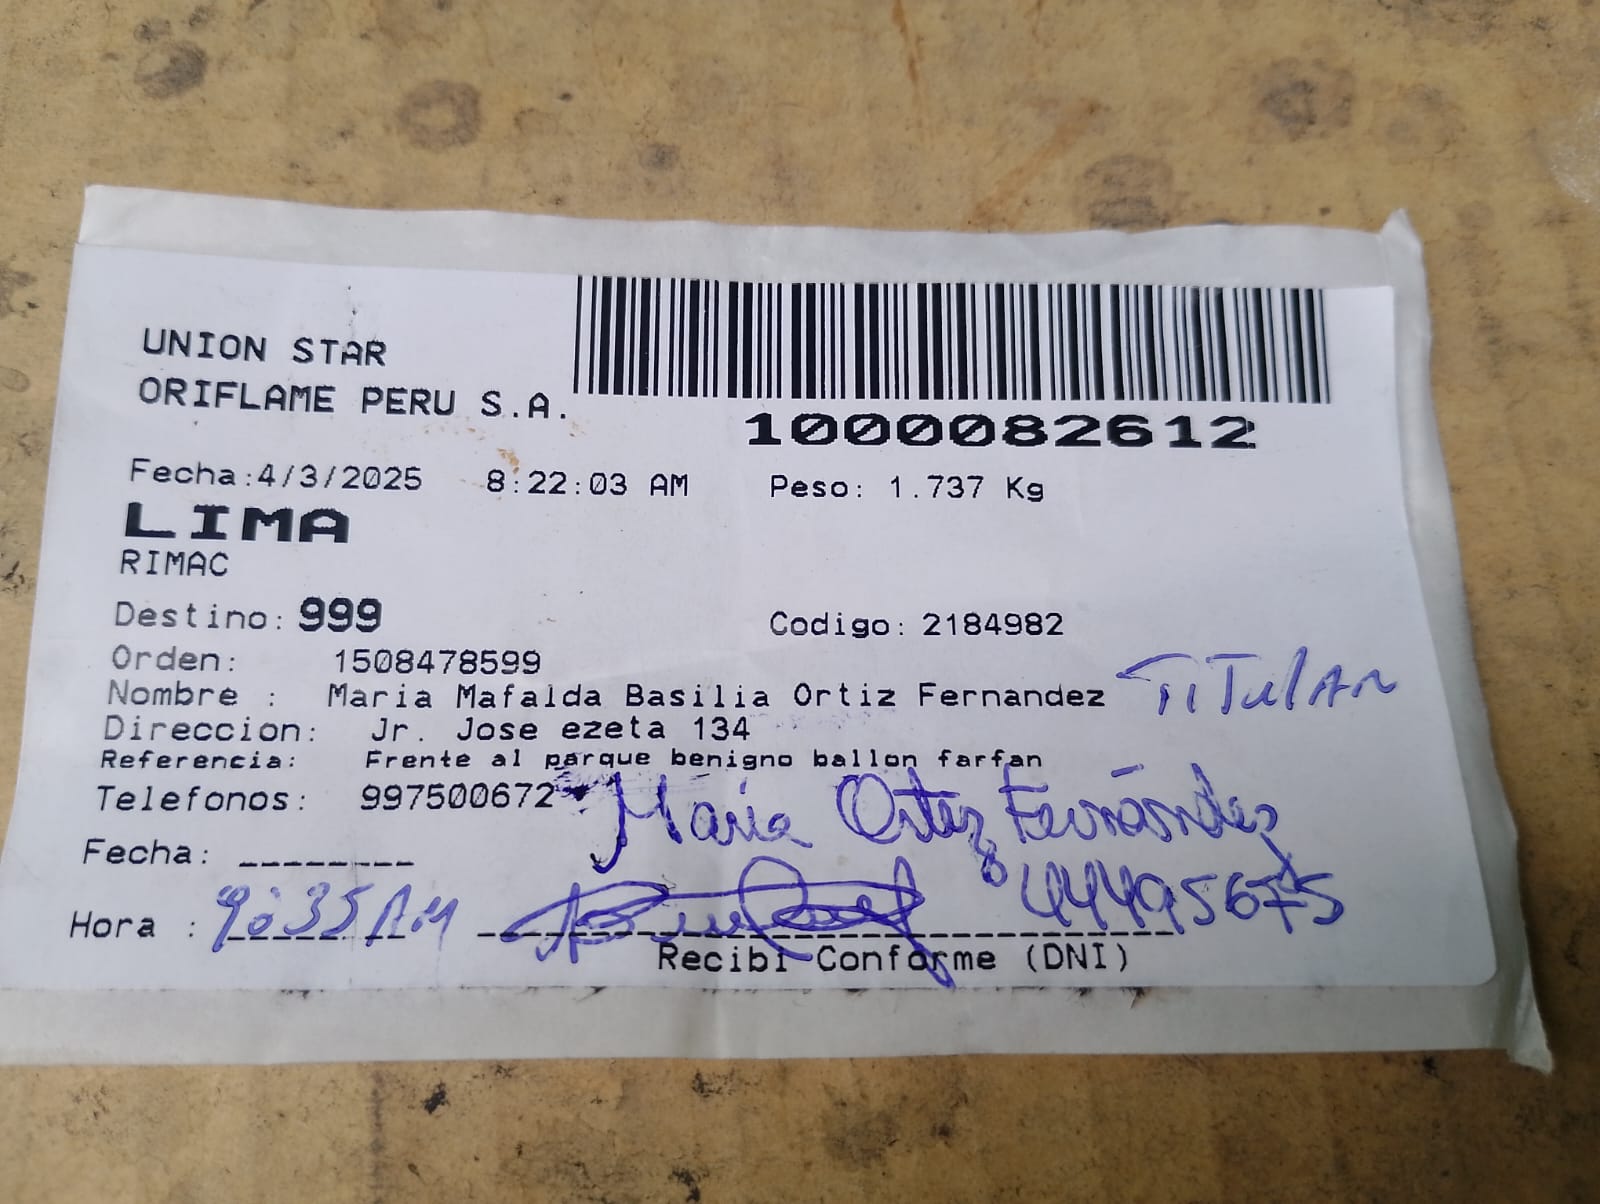 UNION STAR
ORIFLAME PERU S.A.
1000082612
Fecha:4/3/2025 8:22:03 AM Peso: 1.737 Kg
LIMA
RIMAC
Destino: 999 Codigo: 2184982
Orden: 1508478599
Nombre : Maria Mafalda Basilia Ortiz Fernandez TiTulAR
Direccion: Jr. Jose ezeta 134
Referencia: Frente al parque benigno ballon farfan
Telefonos: 997500672
María Ortiz Fernández
Fecha: --------
44495675
Hora : 9:35 AM
Recibi Conforme (DNI)